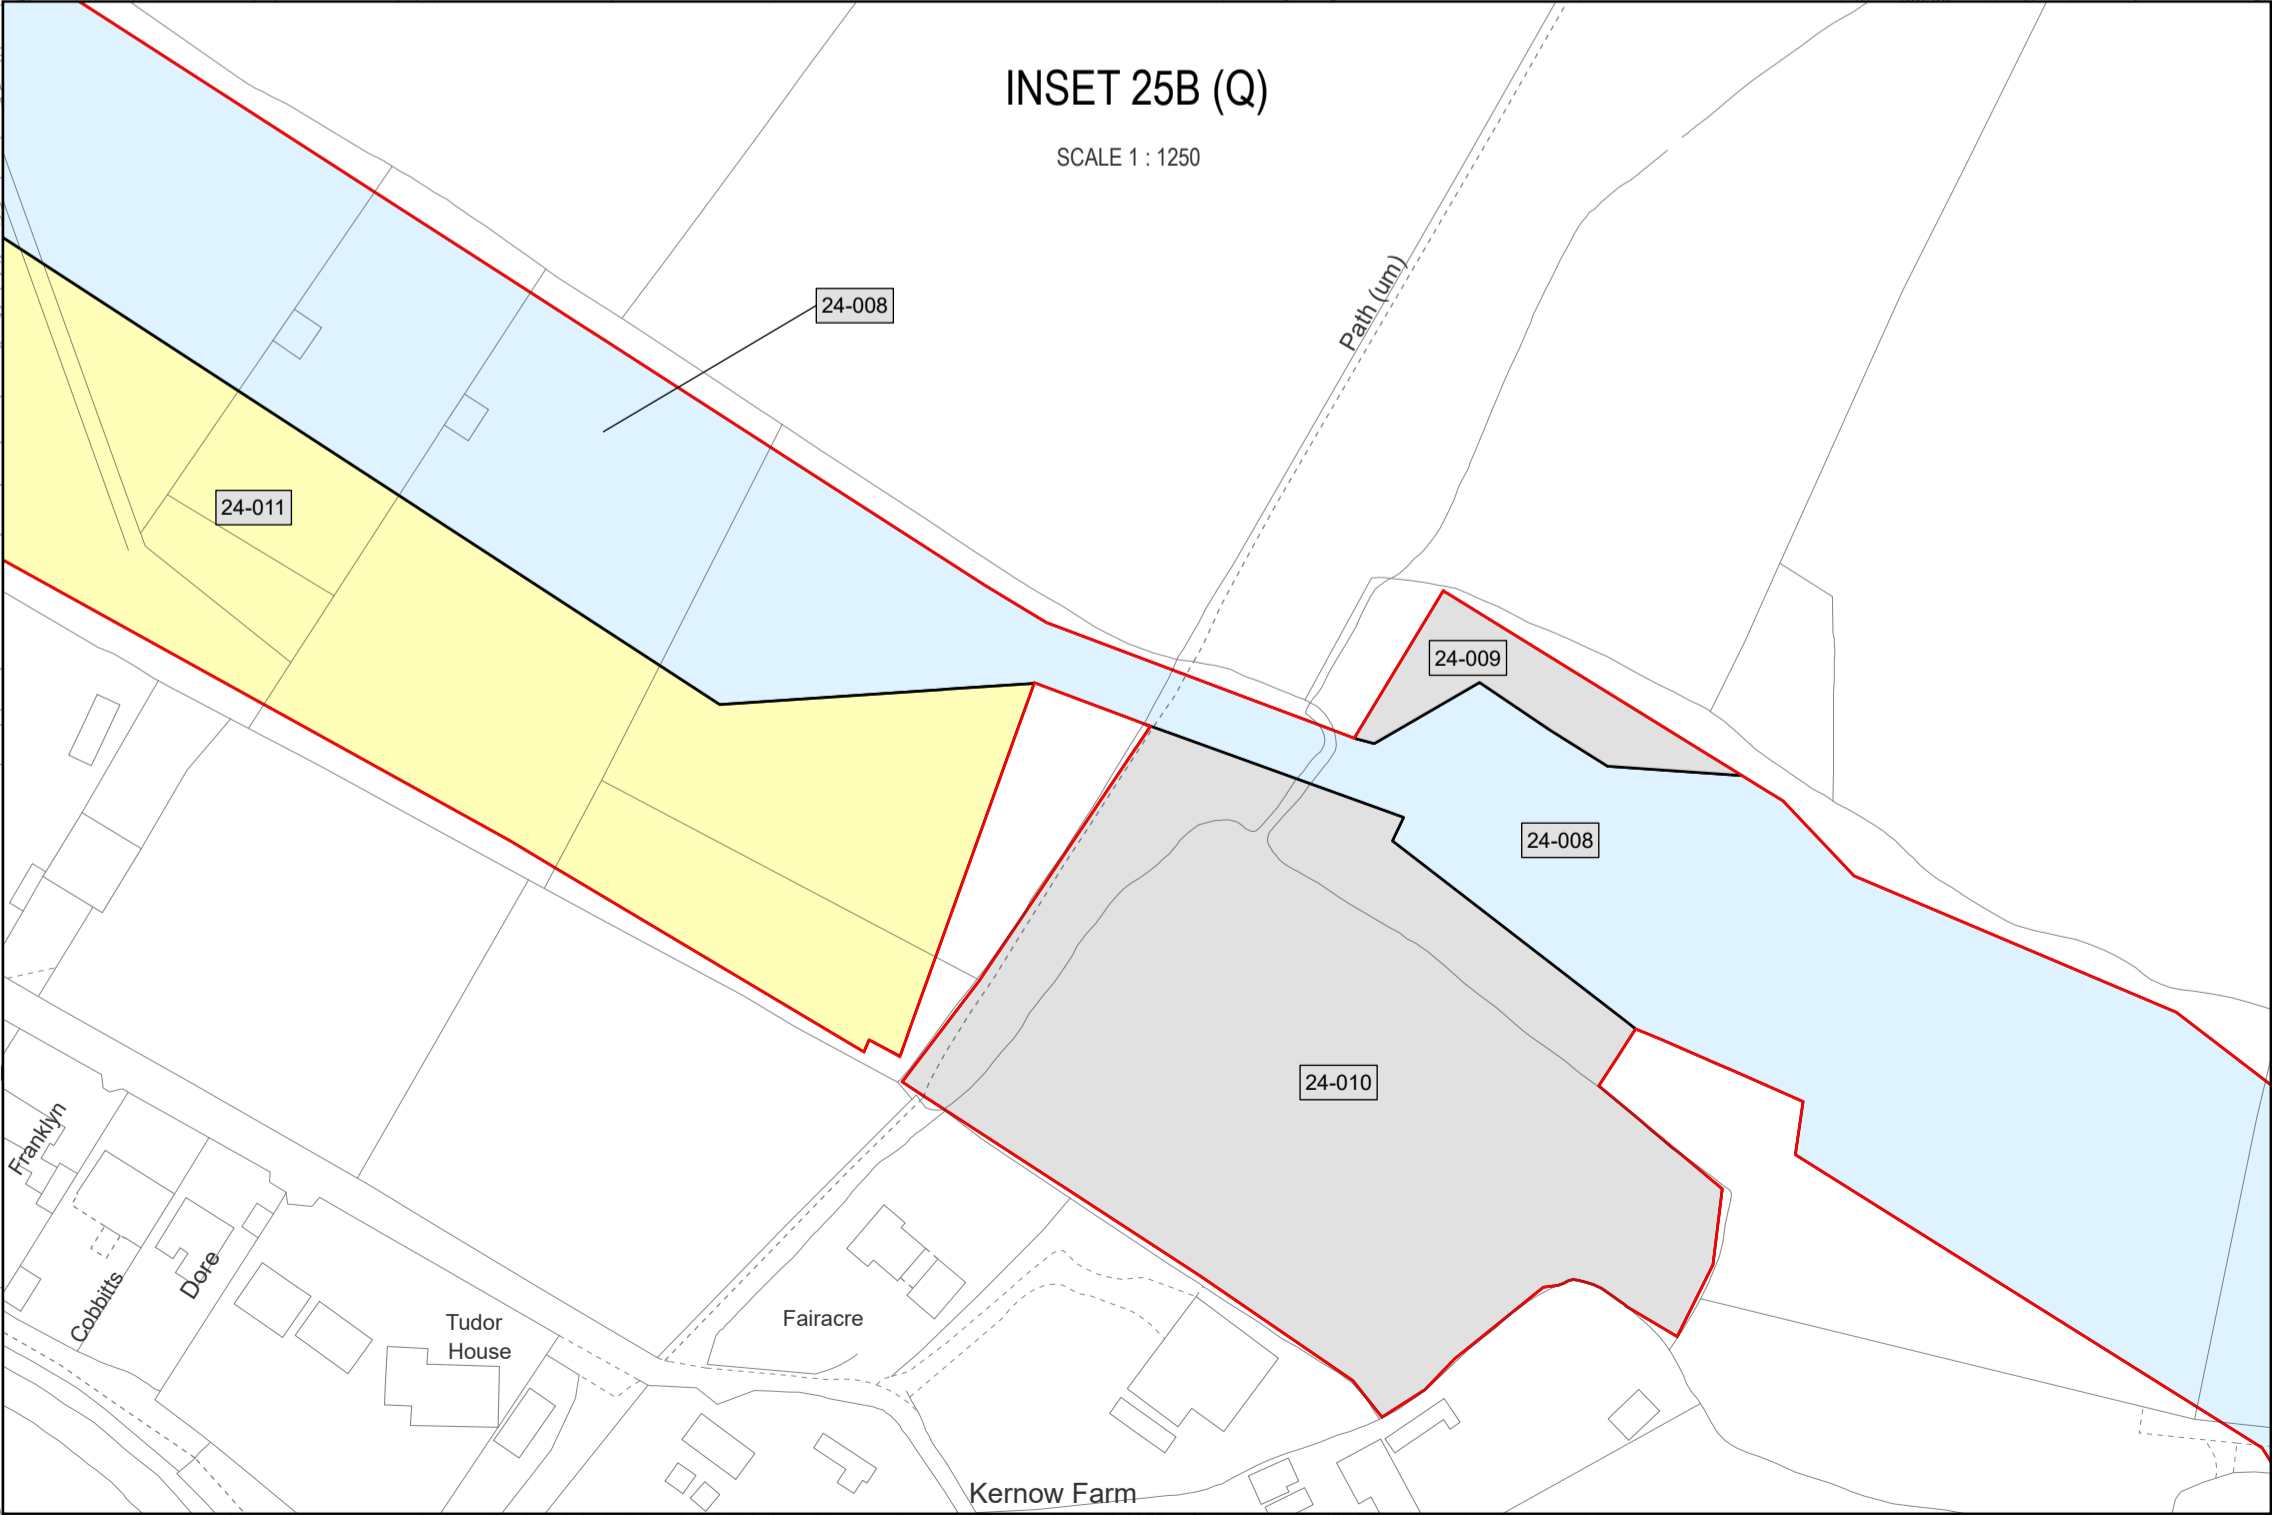 INSET 25B (Q)
SCALE 1 : 1250
Path (um)
24-008
24-011
24-009
24-008
24-010
Franklyn
Cobbitts
Dore
Tudor
House
Fairacre
Kernow Farm